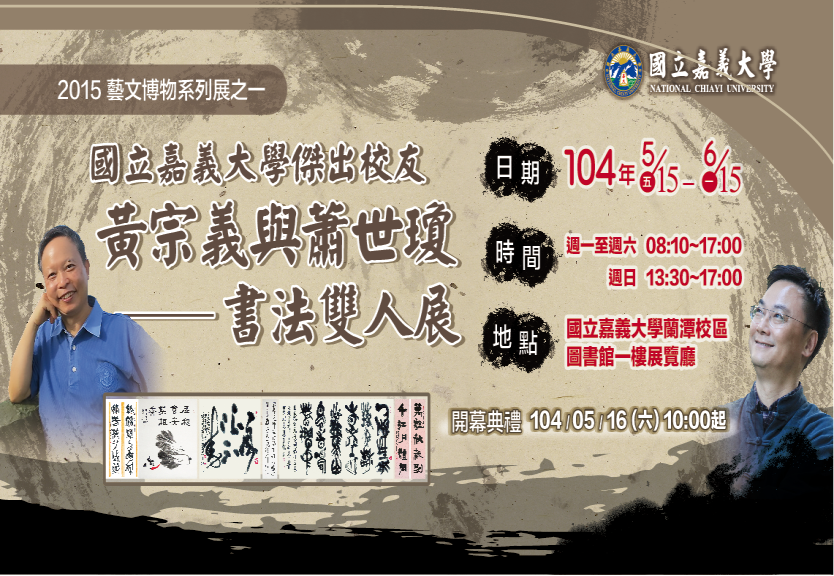 2015 藝文博物系列展之一
國立嘉義大學
NATIONAL CHIAYI UNIVERSITY
國立嘉義大學傑出校友
黃宗義與蕭世瓊
書法雙人展
日期 104年 5/15 (五) – 6/15 (一)
時間 週一至週六 08:10~17:00
週日 13:30~17:00
地點 國立嘉義大學蘭潭校區
圖書館一樓展覽廳
開幕典禮 104 / 05 / 16 (六) 10:00起